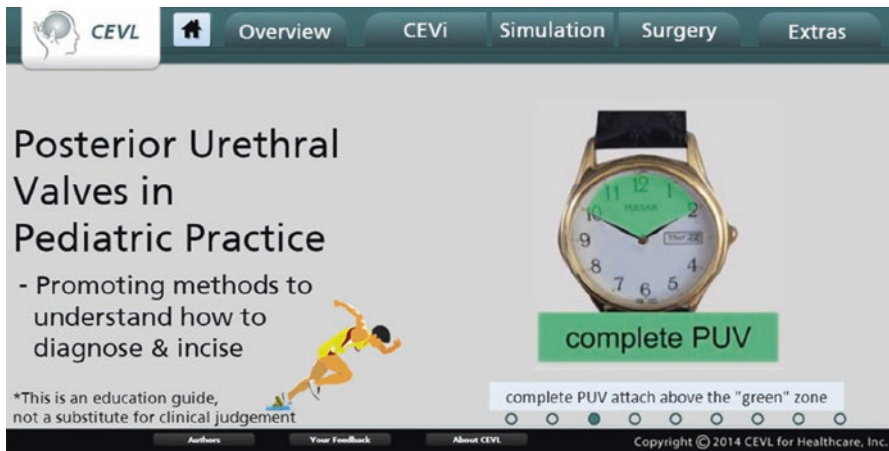 CEVL
Overview
CEVi
Simulation
Surgery
Extras
Posterior Urethral
Valves in
Pediatric Practice
- Promoting methods to
understand how to
diagnose & incise
*This is an education guide,
not a substitute for clinical judgement
11 12 1
PULSAR
10 2
9 Thu 22
8 4
7 6 5
complete PUV
complete PUV attach above the "green" zone
Authors
Your Feedback
About CEVL
Copyright © 2014 CEVL for Healthcare, Inc.